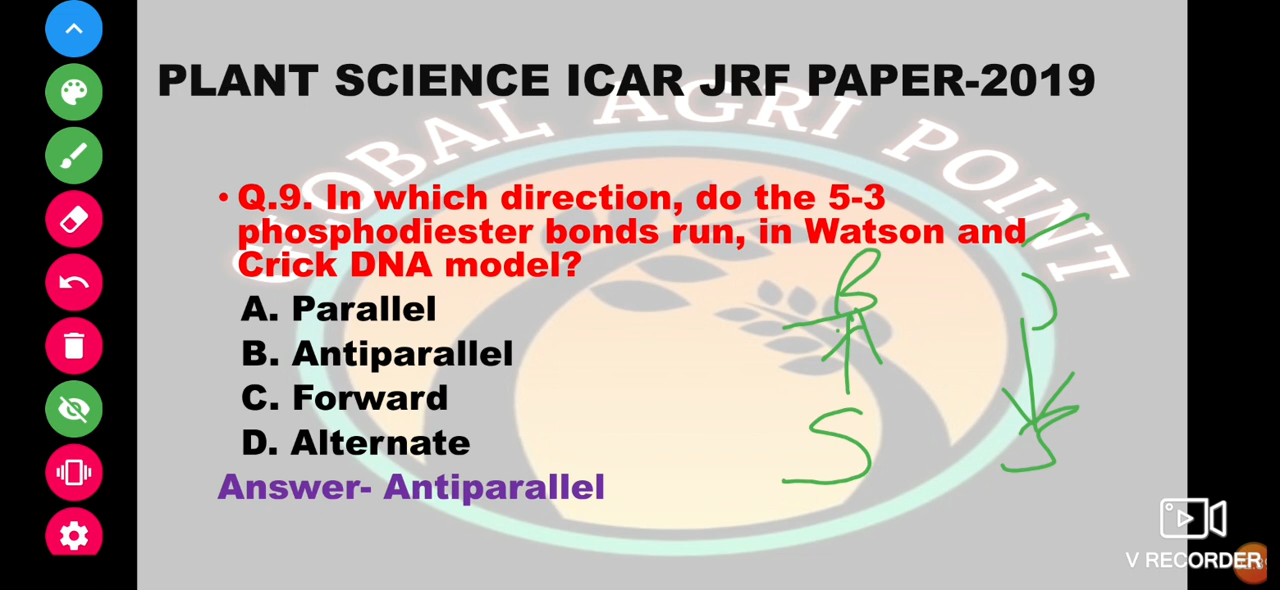 PLANT SCIENCE ICAR JRF PAPER-2019
GLOBAL AGRI POINT
• Q.9. In which direction, do the 5-3
phosphodiester bonds run, in Watson and
Crick DNA model?
A. Parallel
B. Antiparallel
C. Forward
D. Alternate
Answer- Antiparallel
V RECORDER